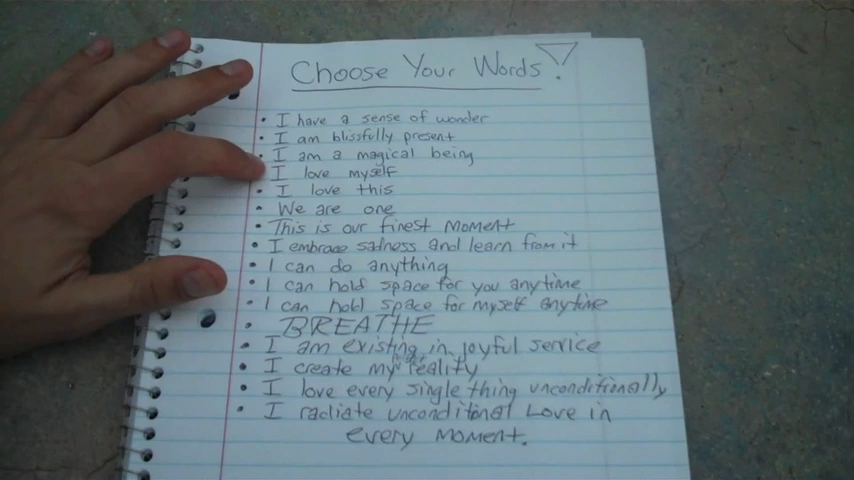 Choose Your Words!
• I have a sense of wonder
• I am blissfully present
• I am a magical being
• I love myself
• I love this
• We are one
• This is our finest moment
• I embrace sadness and learn from it
• I can do anything
• I can hold space for you anytime
• I can hold space for myself anytime
• BREATHE
• I am existing in joyful service
• I create my reality
• I love every single thing unconditionally
• I radiate unconditional Love in
every moment.